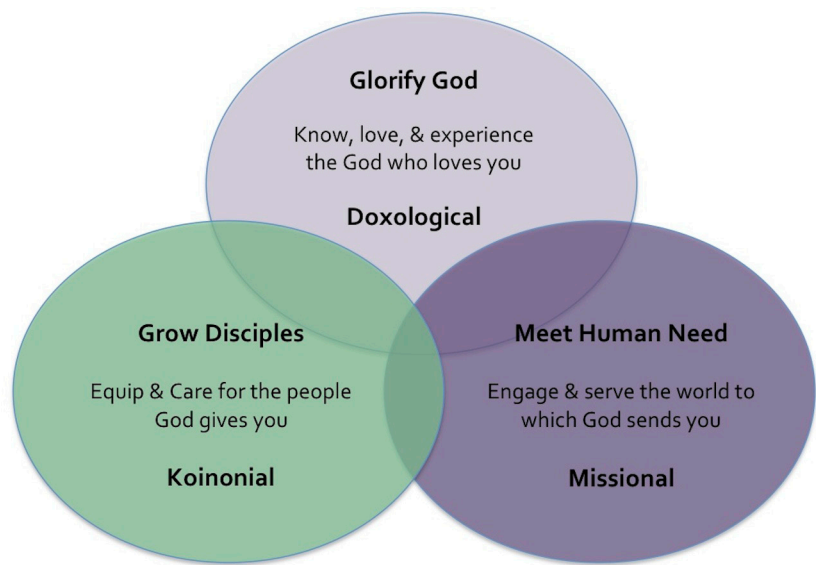 Glorify God
Know, love, & experience
the God who loves you
Doxological
Grow Disciples
Equip & Care for the people
God gives you
Koinonial
Meet Human Need
Engage & serve the world to
which God sends you
Missional